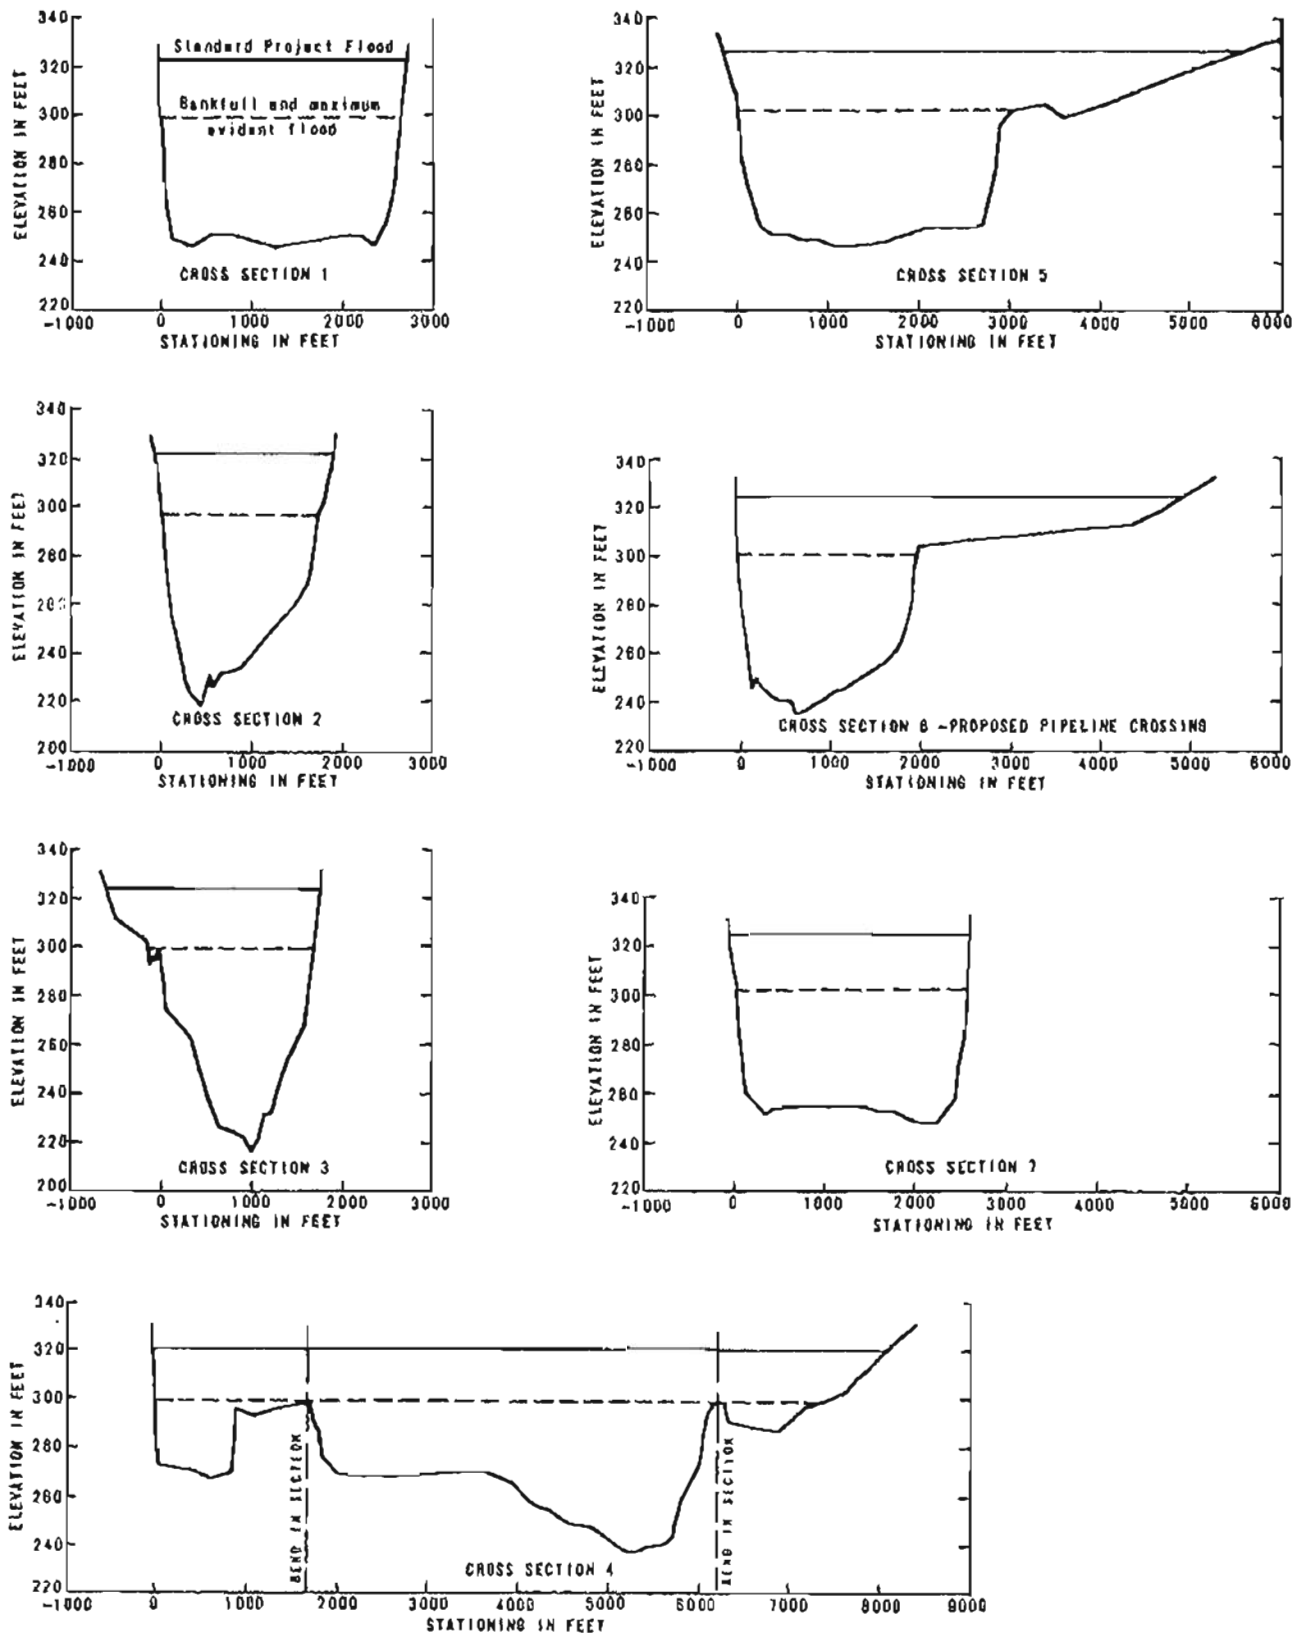 340
320
300
280
260
240
220
ELEVATION IN FEET
Standard Project Flood
Bankfull and maximum
evident flood
CROSS SECTION 1
-1000 0 1000 2000 3000
STATIONING IN FEET
340
320
300
280
260
240
220
ELEVATION IN FEET
CROSS SECTION 5
-1000 0 1000 2000 3000 4000 5000 6000
STATIONING IN FEET
340
320
300
280
260
240
220
200
ELEVATION IN FEET
CROSS SECTION 2
-1000 0 1000 2000 3000
STATIONING IN FEET
340
320
300
280
260
240
220
ELEVATION IN FEET
CROSS SECTION 6 -PROPOSED PIPELINE CROSSING
-1000 0 1000 2000 3000 4000 5000 6000
STATIONING IN FEET
340
320
300
280
260
240
220
200
ELEVATION IN FEET
CROSS SECTION 3
-1000 0 1000 2000 3000
STATIONING IN FEET
340
320
300
280
260
240
220
ELEVATION IN FEET
CROSS SECTION 7
-1000 0 1000 2000 3000 4000 5000 6000
STATIONING IN FEET
340
320
300
280
260
240
220
ELEVATION IN FEET
BEND IN SECTION
CROSS SECTION 4
BEND IN SECTION
-1000 0 1000 2000 3000 4000 5000 6000 7000 8000 9000
STATIONING IN FEET